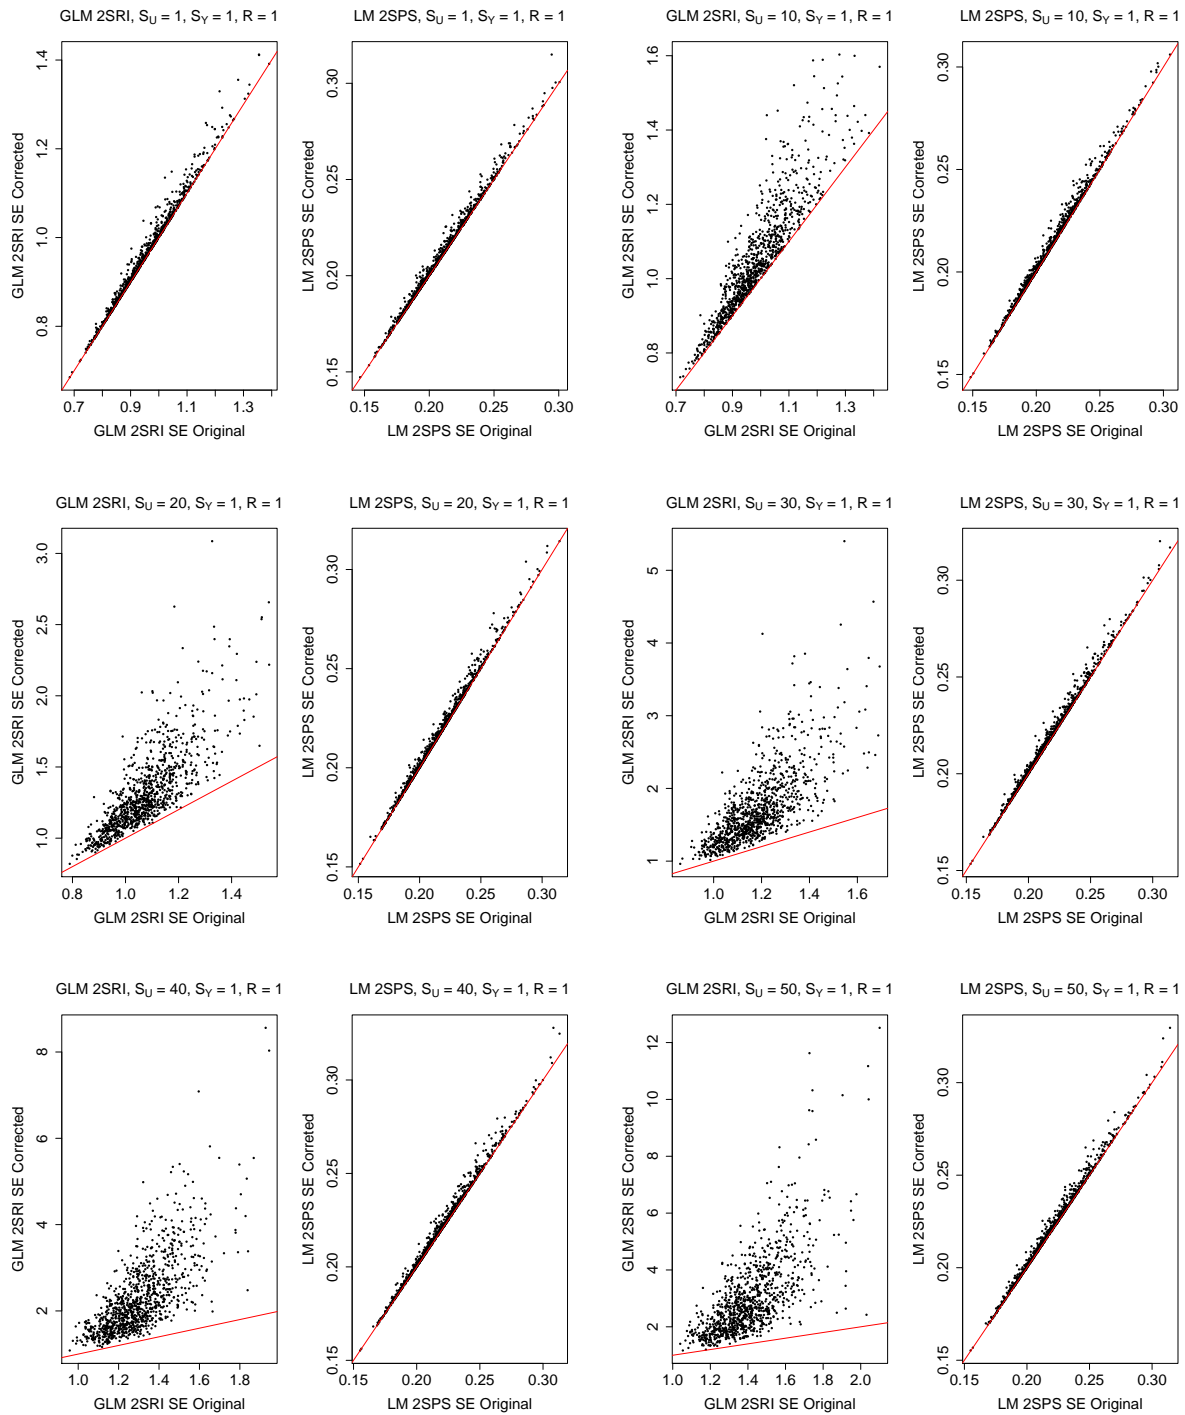 GLM 2SRI, S_U = 1, S_Y = 1, R = 1
GLM 2SRI SE Corrected
1.4
1.2
1.0
0.8
0.7 0.9 1.1 1.3
GLM 2SRI SE Original
LM 2SPS, S_U = 1, S_Y = 1, R = 1
LM 2SPS SE Correted
0.30
0.25
0.20
0.15
0.15 0.20 0.25 0.30
LM 2SPS SE Original
GLM 2SRI, S_U = 10, S_Y = 1, R = 1
GLM 2SRI SE Corrected
1.6
1.4
1.2
1.0
0.8
0.7 0.9 1.1 1.3
GLM 2SRI SE Original
LM 2SPS, S_U = 10, S_Y = 1, R = 1
LM 2SPS SE Correted
0.30
0.25
0.20
0.15
0.15 0.20 0.25 0.30
LM 2SPS SE Original
GLM 2SRI, S_U = 20, S_Y = 1, R = 1
GLM 2SRI SE Corrected
3.0
2.5
2.0
1.5
1.0
0.8 1.0 1.2 1.4
GLM 2SRI SE Original
LM 2SPS, S_U = 20, S_Y = 1, R = 1
LM 2SPS SE Correted
0.30
0.25
0.20
0.15
0.15 0.20 0.25 0.30
LM 2SPS SE Original
GLM 2SRI, S_U = 30, S_Y = 1, R = 1
GLM 2SRI SE Corrected
5
4
3
2
1
1.0 1.2 1.4 1.6
GLM 2SRI SE Original
LM 2SPS, S_U = 30, S_Y = 1, R = 1
LM 2SPS SE Correted
0.30
0.25
0.20
0.15
0.15 0.20 0.25 0.30
LM 2SPS SE Original
GLM 2SRI, S_U = 40, S_Y = 1, R = 1
GLM 2SRI SE Corrected
8
6
4
2
1.0 1.2 1.4 1.6 1.8
GLM 2SRI SE Original
LM 2SPS, S_U = 40, S_Y = 1, R = 1
LM 2SPS SE Correted
0.30
0.25
0.20
0.15
0.15 0.20 0.25 0.30
LM 2SPS SE Original
GLM 2SRI, S_U = 50, S_Y = 1, R = 1
GLM 2SRI SE Corrected
12
10
8
6
4
2
1.0 1.2 1.4 1.6 1.8 2.0
GLM 2SRI SE Original
LM 2SPS, S_U = 50, S_Y = 1, R = 1
LM 2SPS SE Correted
0.30
0.25
0.20
0.15
0.15 0.20 0.25 0.30
LM 2SPS SE Original